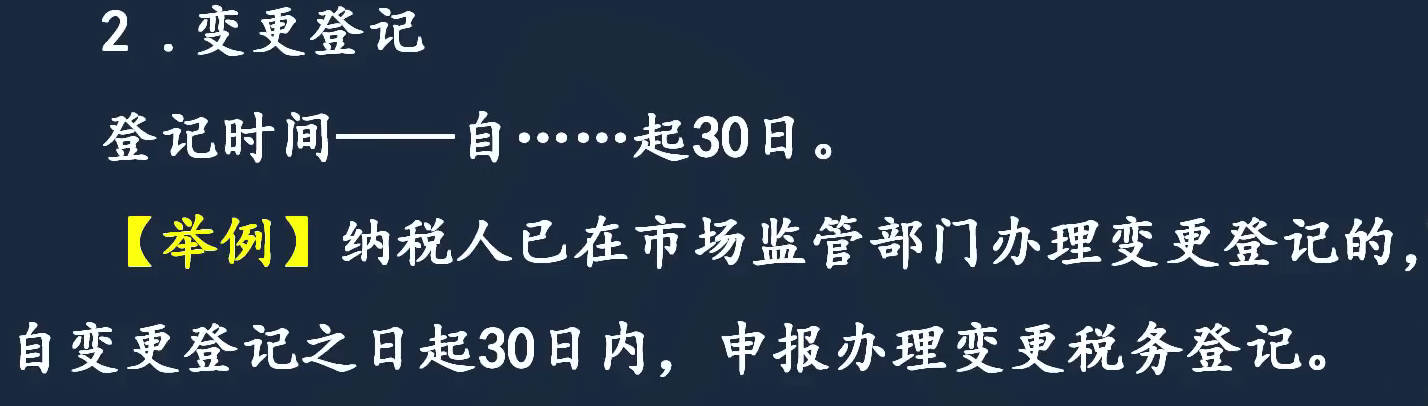 2 .变更登记
登记时间——自……起30日。
【举例】纳税人已在市场监管部门办理变更登记的，
自变更登记之日起30日内，申报办理变更税务登记。